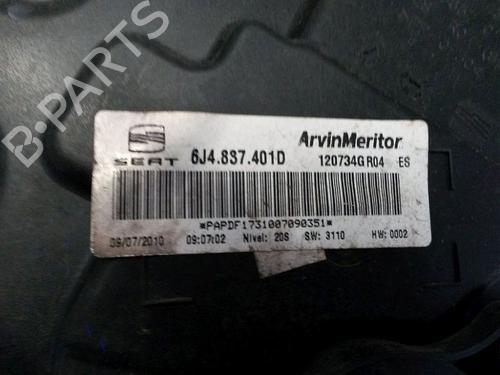 B-PARTS
SEAT
6J4.837.401D
ArvinMeritor
120734G R04 ES
*PAPDF1731007090351*
09/07/2010 09:07:02 Nivel: 20S SW: 3110 HW: 0002